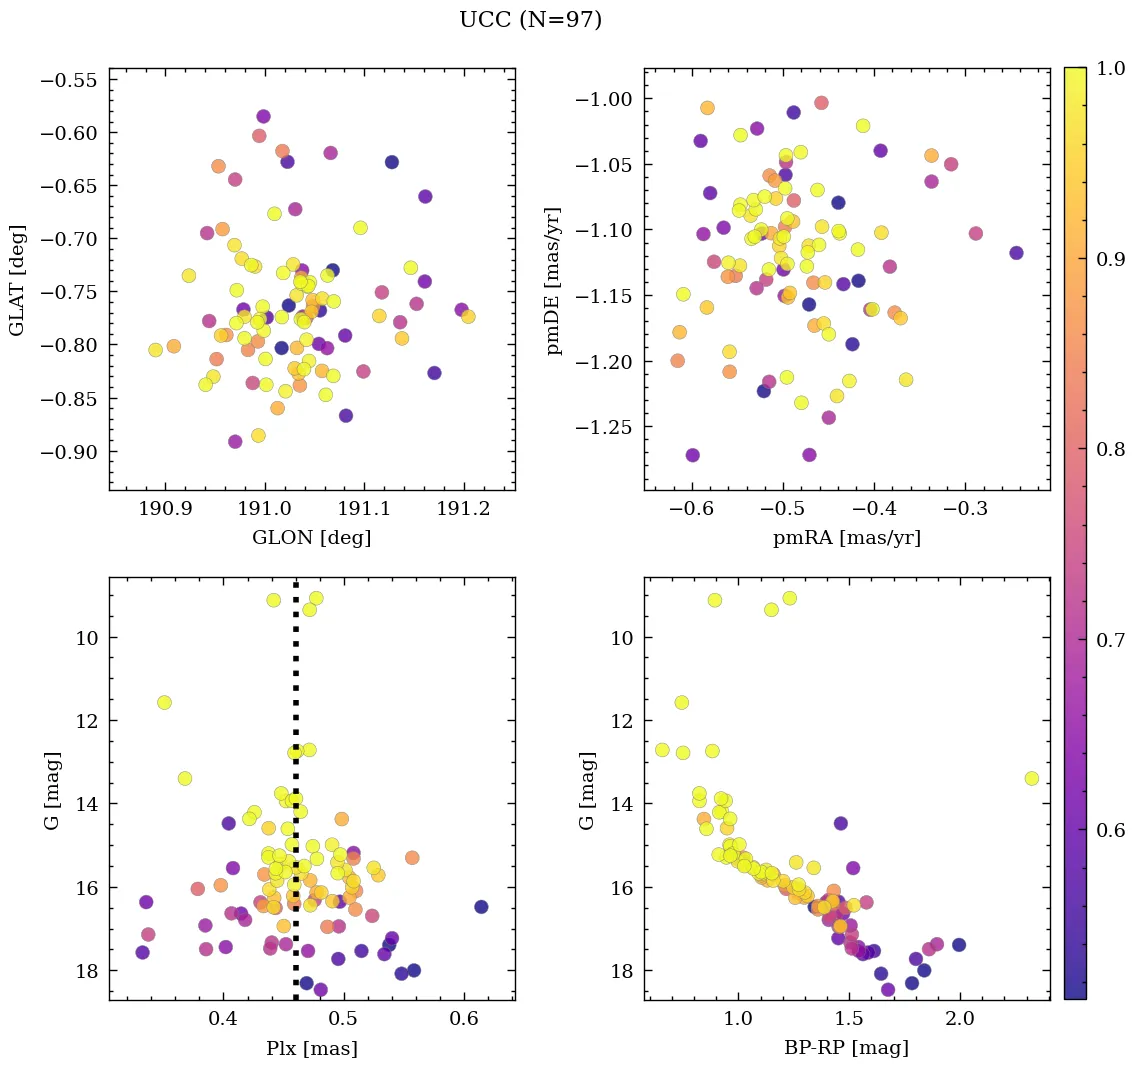 UCC (N=97)
−0.55
−0.60
−0.65
−0.70
−0.75
−0.80
−0.85
−0.90
GLAT [deg]
190.9 191.0 191.1 191.2
GLON [deg]
−1.00
−1.05
−1.10
−1.15
−1.20
−1.25
pmDE [mas/yr]
−0.6 −0.5 −0.4 −0.3
pmRA [mas/yr]
1.0
0.9
0.8
0.7
0.6
10
12
14
16
18
G [mag]
0.4 0.5 0.6
Plx [mas]
10
12
14
16
18
G [mag]
1.0 1.5 2.0
BP-RP [mag]